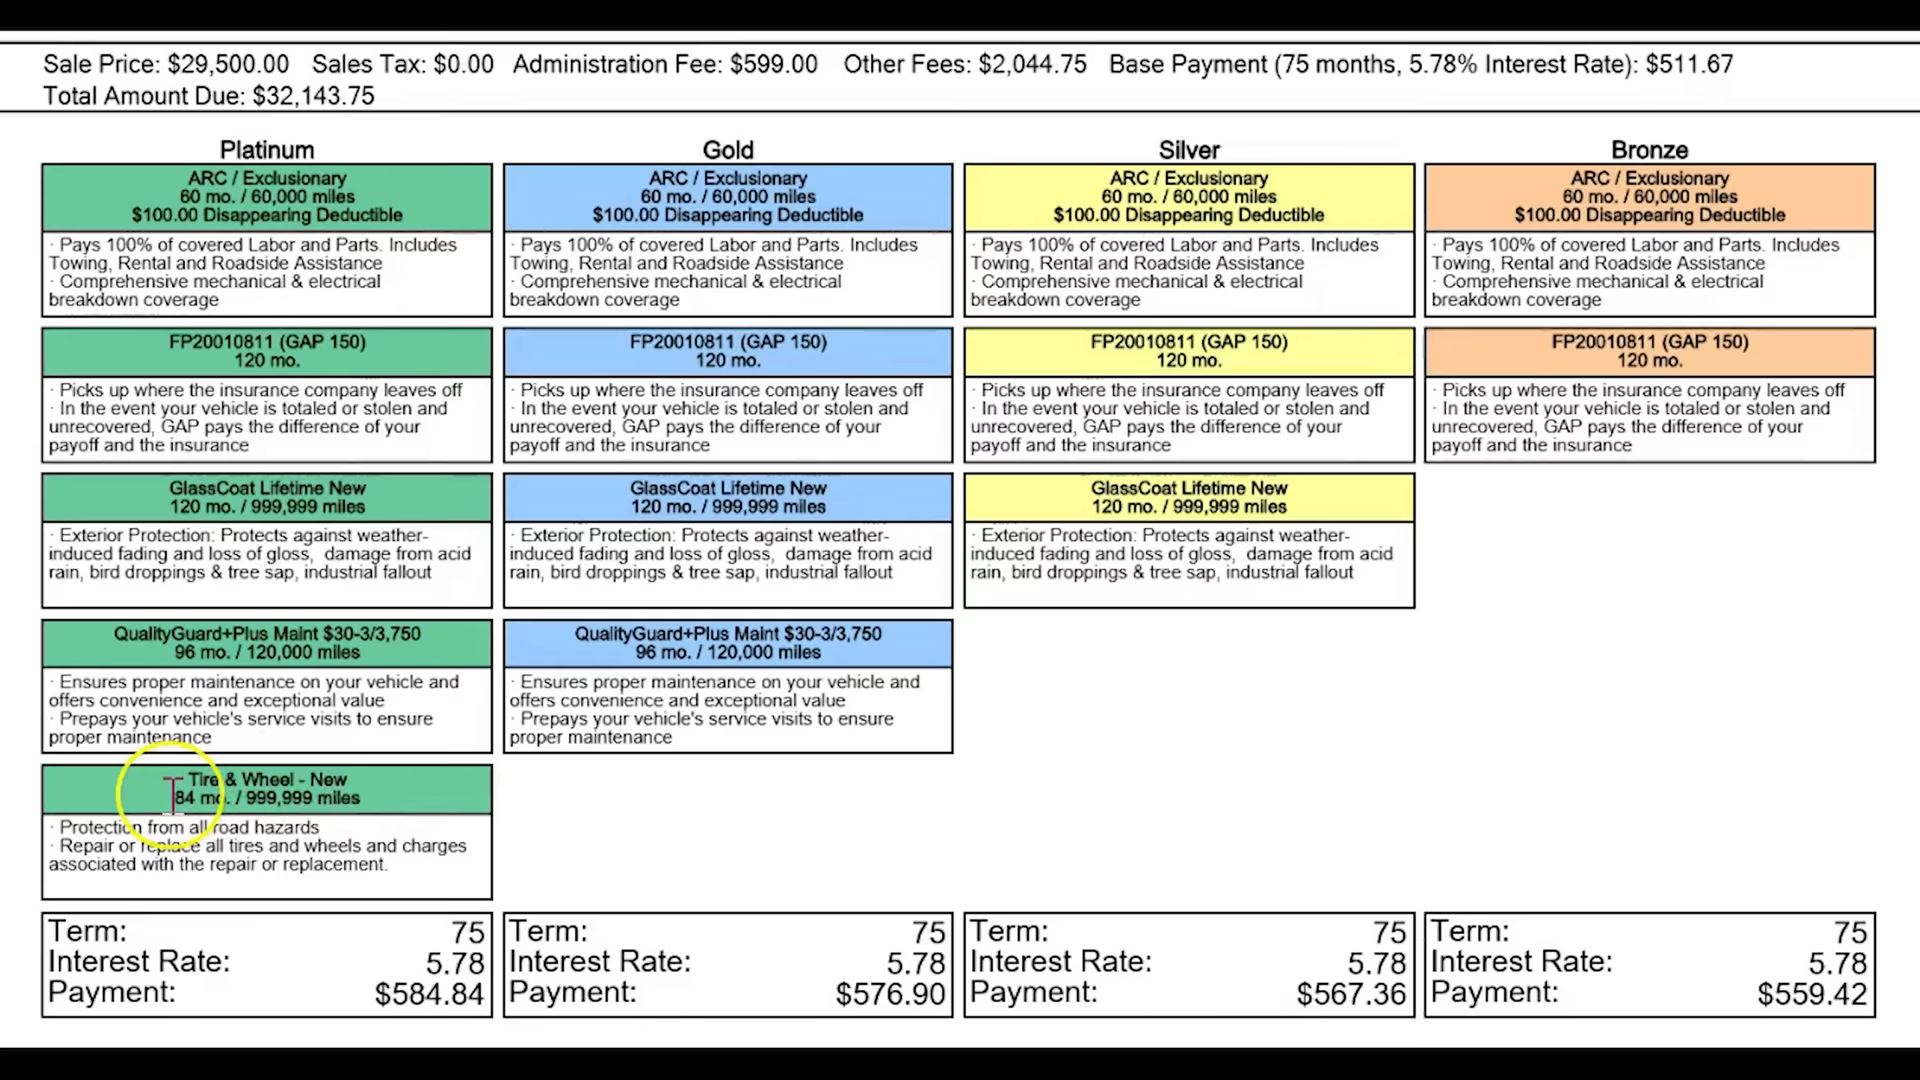 Sale Price: $29,500.00 Sales Tax: $0.00 Administration Fee: $599.00 Other Fees: $2,044.75 Base Payment (75 months, 5.78% Interest Rate): $511.67
Total Amount Due: $32,143.75
Platinum
ARC / Exclusionary
60 mo. / 60,000 miles
$100.00 Disappearing Deductible
· Pays 100% of covered Labor and Parts. Includes
Towing, Rental and Roadside Assistance
· Comprehensive mechanical & electrical
breakdown coverage
FP20010811 (GAP 150)
120 mo.
· Picks up where the insurance company leaves off
· In the event your vehicle is totaled or stolen and
unrecovered, GAP pays the difference of your
payoff and the insurance
GlassCoat Lifetime New
120 mo. / 999,999 miles
· Exterior Protection: Protects against weather-
induced fading and loss of gloss, damage from acid
rain, bird droppings & tree sap, industrial fallout
QualityGuard+Plus Maint $30-3/3,750
96 mo. / 120,000 miles
· Ensures proper maintenance on your vehicle and
offers convenience and exceptional value
· Prepays your vehicle's service visits to ensure
proper maintenance
Tire & Wheel - New
84 mo. / 999,999 miles
· Protection from all road hazards
· Repair or replace all tires and wheels and charges
associated with the repair or replacement.
Term: 75
Interest Rate: 5.78
Payment: $584.84
Gold
ARC / Exclusionary
60 mo. / 60,000 miles
$100.00 Disappearing Deductible
· Pays 100% of covered Labor and Parts. Includes
Towing, Rental and Roadside Assistance
· Comprehensive mechanical & electrical
breakdown coverage
FP20010811 (GAP 150)
120 mo.
· Picks up where the insurance company leaves off
· In the event your vehicle is totaled or stolen and
unrecovered, GAP pays the difference of your
payoff and the insurance
GlassCoat Lifetime New
120 mo. / 999,999 miles
· Exterior Protection: Protects against weather-
induced fading and loss of gloss, damage from acid
rain, bird droppings & tree sap, industrial fallout
QualityGuard+Plus Maint $30-3/3,750
96 mo. / 120,000 miles
· Ensures proper maintenance on your vehicle and
offers convenience and exceptional value
· Prepays your vehicle's service visits to ensure
proper maintenance
Term: 75
Interest Rate: 5.78
Payment: $576.90
Silver
ARC / Exclusionary
60 mo. / 60,000 miles
$100.00 Disappearing Deductible
· Pays 100% of covered Labor and Parts. Includes
Towing, Rental and Roadside Assistance
· Comprehensive mechanical & electrical
breakdown coverage
FP20010811 (GAP 150)
120 mo.
· Picks up where the insurance company leaves off
· In the event your vehicle is totaled or stolen and
unrecovered, GAP pays the difference of your
payoff and the insurance
GlassCoat Lifetime New
120 mo. / 999,999 miles
· Exterior Protection: Protects against weather-
induced fading and loss of gloss, damage from acid
rain, bird droppings & tree sap, industrial fallout
Term: 75
Interest Rate: 5.78
Payment: $567.36
Bronze
ARC / Exclusionary
60 mo. / 60,000 miles
$100.00 Disappearing Deductible
· Pays 100% of covered Labor and Parts. Includes
Towing, Rental and Roadside Assistance
· Comprehensive mechanical & electrical
breakdown coverage
FP20010811 (GAP 150)
120 mo.
· Picks up where the insurance company leaves off
· In the event your vehicle is totaled or stolen and
unrecovered, GAP pays the difference of your
payoff and the insurance
Term: 75
Interest Rate: 5.78
Payment: $559.42